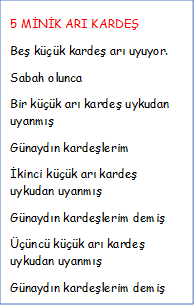 5 MİNİK ARI KARDEŞ
Beş küçük kardeş arı uyuyor.
Sabah olunca
Bir küçük arı kardeş uykudan
uyanmış
Günaydın kardeşlerim
İkinci küçük arı kardeş
uykudan uyanmış
Günaydın kardeşlerim demiş
Üçüncü küçük arı kardeş
uykudan uyanmış
Günaydın kardeşlerim demiş